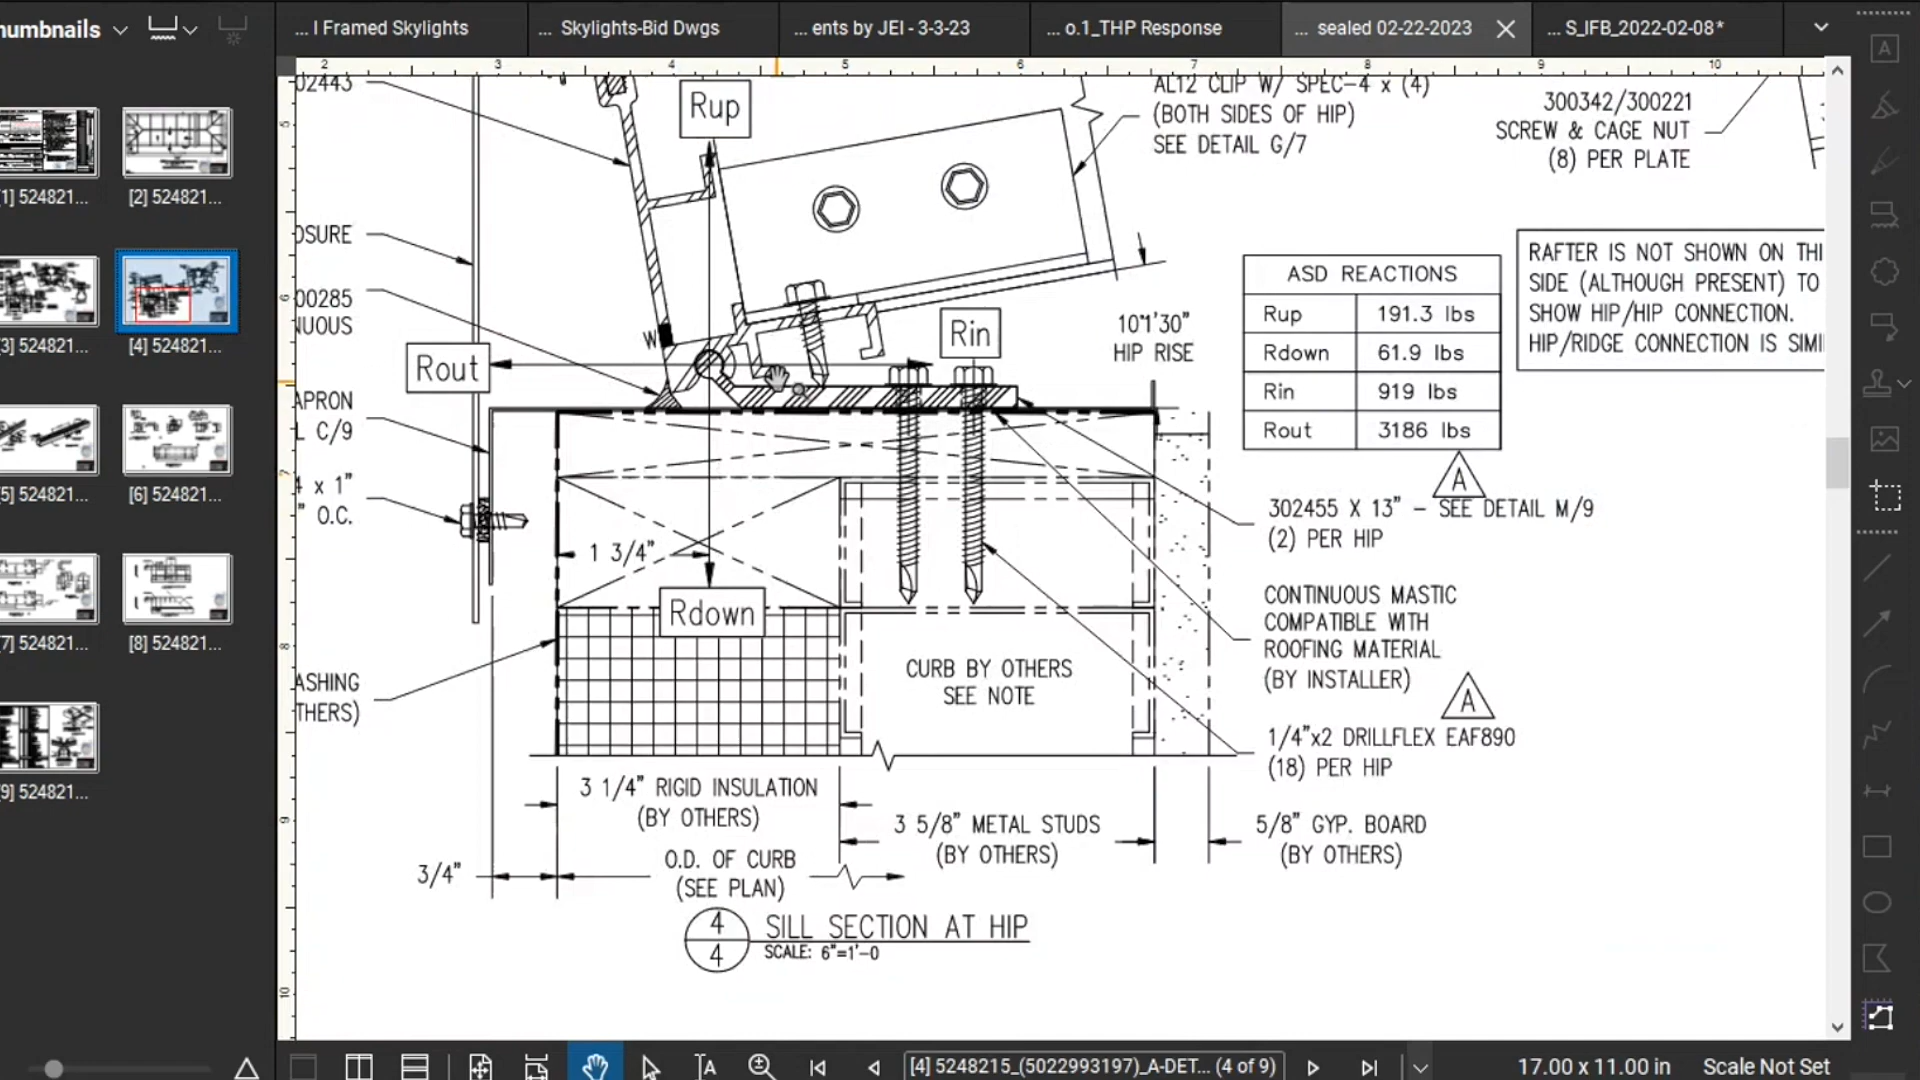 humbnails
... I Framed Skylights
... Skylights-Bid Dwgs
... ents by JEI - 3-3-23
... o.1_THP Response
... sealed 02-22-2023
... S_IFB_2022-02-08*
2 3 4 5 6 7 8 9 10
[1] 524821...
[2] 524821...
[3] 524821...
[4] 524821...
[5] 524821...
[6] 524821...
[7] 524821...
[8] 524821...
[9] 524821...
02443
Rup
AL12 CLIP W/ SPEC-4 x (4)
(BOTH SIDES OF HIP)
SEE DETAIL G/7
300342/300221
SCREW & CAGE NUT
(8) PER PLATE
OSURE
00285
NUOUS
W
Rout
Rin
10°1'30"
HIP RISE
ASD REACTIONS
Rup 191.3 lbs
Rdown 61.9 lbs
Rin 919 lbs
Rout 3186 lbs
RAFTER IS NOT SHOWN ON THI
SIDE (ALTHOUGH PRESENT) TO
SHOW HIP/HIP CONNECTION.
HIP/RIDGE CONNECTION IS SIMI
APRON
L C/9
4 x 1"
" O.C.
1 3/4"
Rdown
A
302455 X 13" - SEE DETAIL M/9
(2) PER HIP
CONTINUOUS MASTIC
COMPATIBLE WITH
ROOFING MATERIAL
(BY INSTALLER)
A
1/4"x2 DRILLFLEX EAF890
(18) PER HIP
ASHING
THERS)
CURB BY OTHERS
SEE NOTE
3 1/4" RIGID INSULATION
(BY OTHERS)
3 5/8" METAL STUDS
(BY OTHERS)
5/8" GYP. BOARD
(BY OTHERS)
3/4"
O.D. OF CURB
(SEE PLAN)
4
4
SILL SECTION AT HIP
SCALE: 6"=1'-0
[4] 5248215_(5022993197)_A-DET... (4 of 9)
17.00 x 11.00 in
Scale Not Set